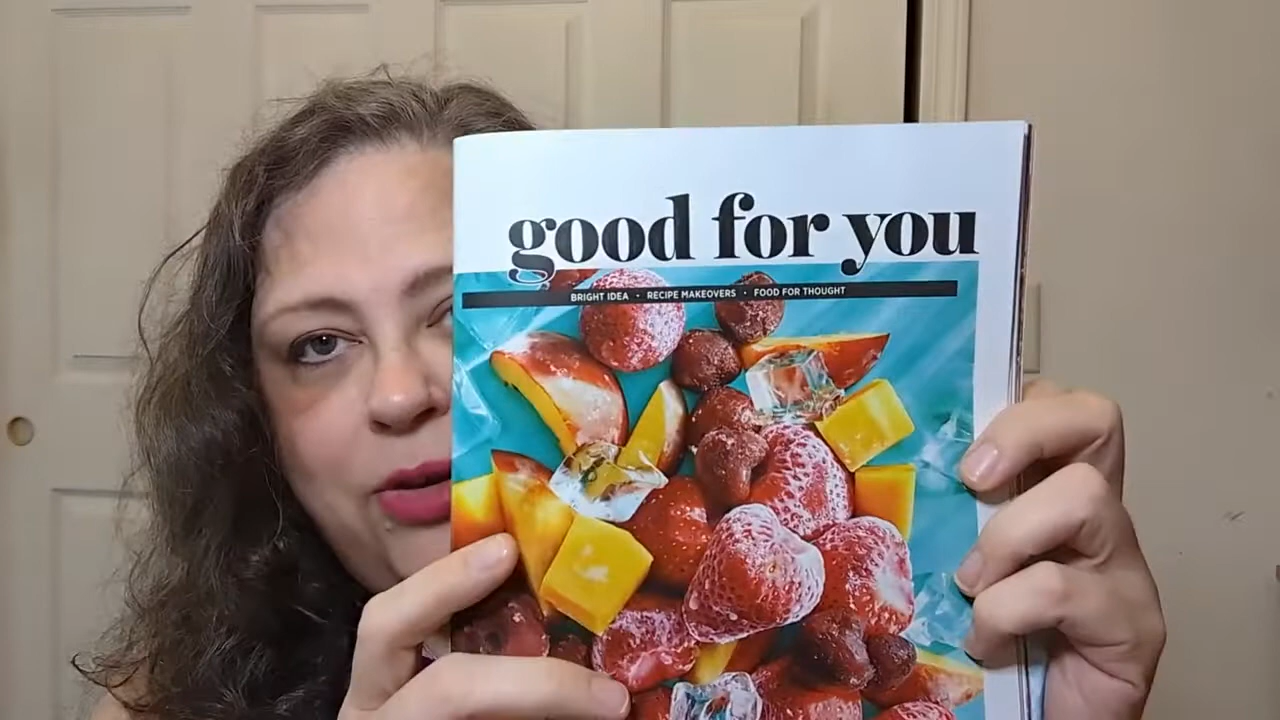 good for you
BRIGHT IDEA • RECIPE MAKEOVERS • FOOD FOR THOUGHT